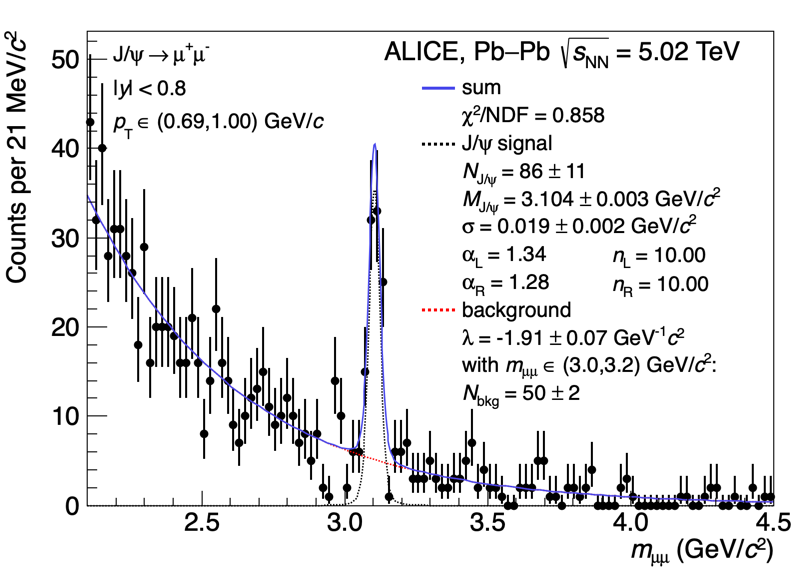 Counts per 21 MeV/c²
50
40
30
20
10
0
J/ψ → μ⁺μ⁻
|y| < 0.8
p_T ∈ (0.69,1.00) GeV/c
ALICE, Pb–Pb √s_NN = 5.02 TeV
sum
χ²/NDF = 0.858
J/ψ signal
N_J/ψ = 86 ± 11
M_J/ψ = 3.104 ± 0.003 GeV/c²
σ = 0.019 ± 0.002 GeV/c²
α_L = 1.34 n_L = 10.00
α_R = 1.28 n_R = 10.00
background
λ = -1.91 ± 0.07 GeV⁻¹c²
with m_μμ ∈ (3.0,3.2) GeV/c²:
N_bkg = 50 ± 2
2.5 3.0 3.5 4.0 4.5
m_μμ (GeV/c²)